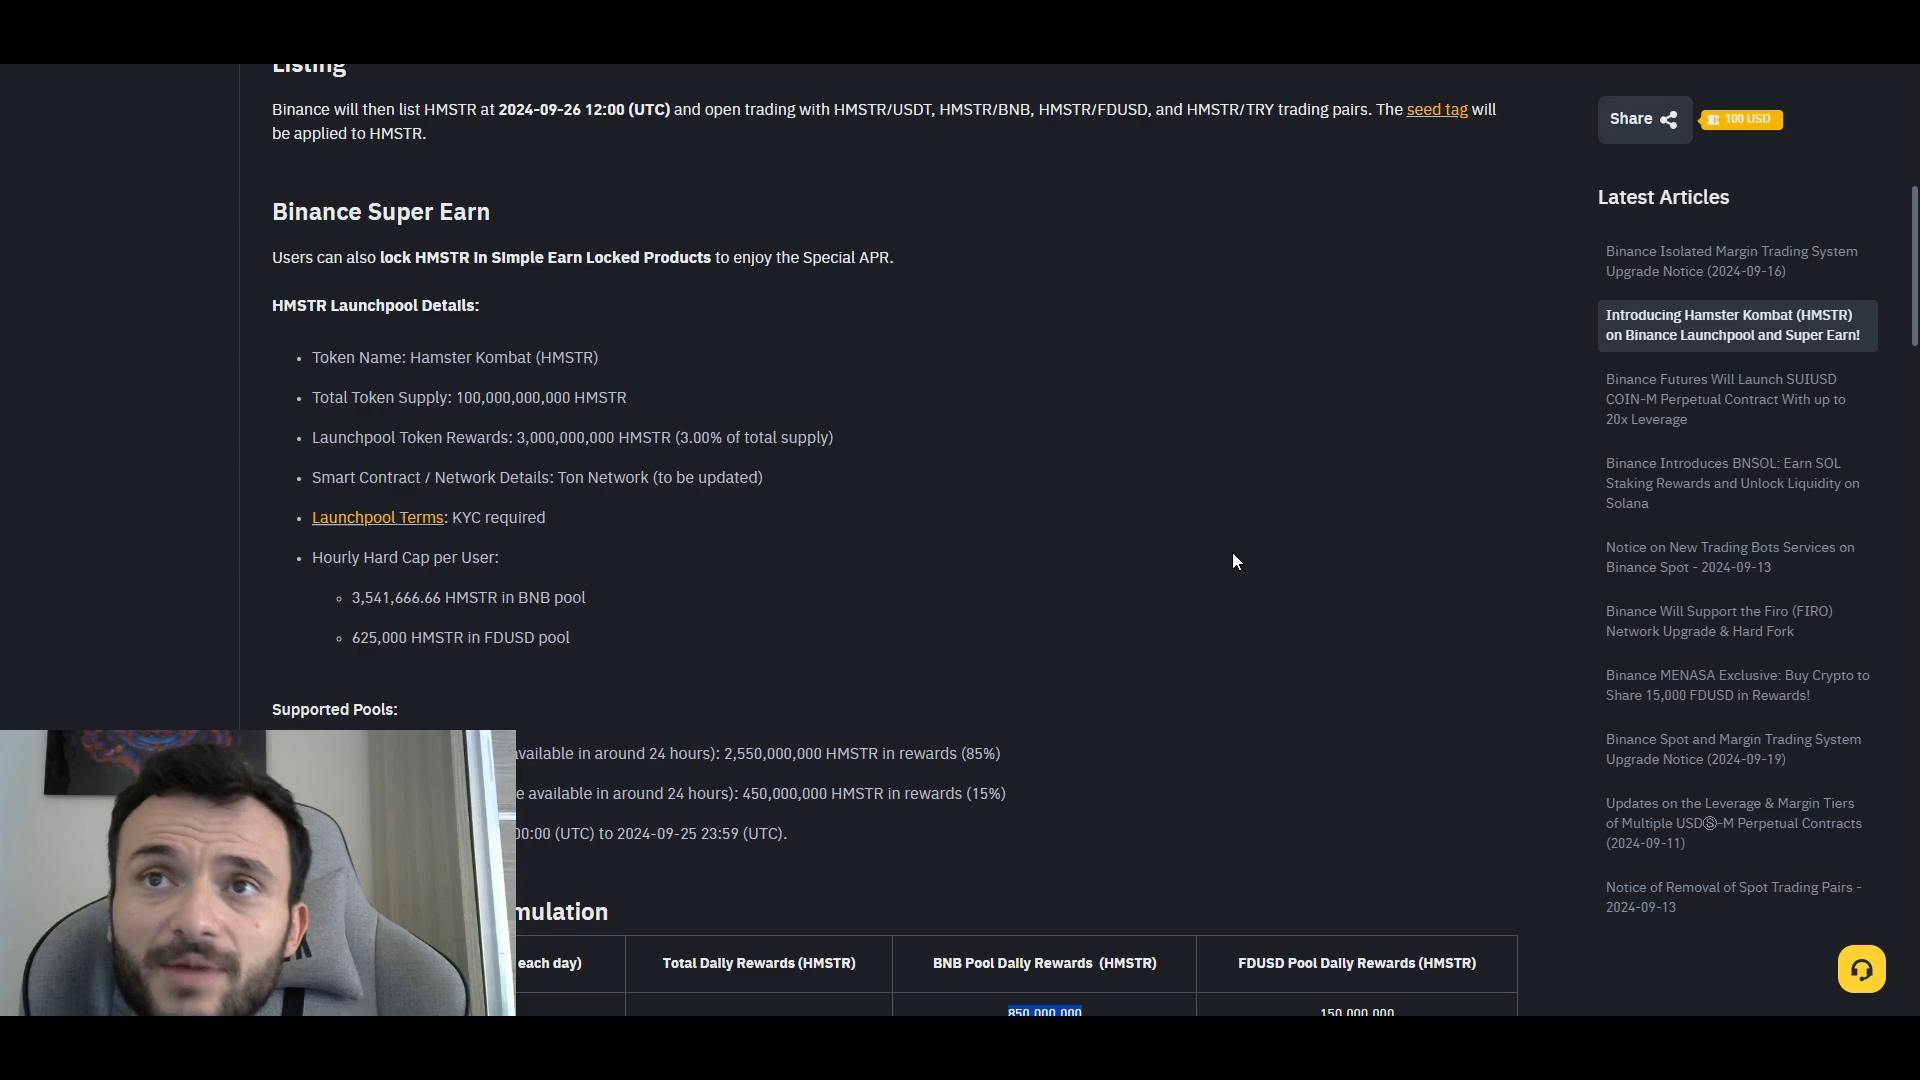 Listing
Binance will then list HMSTR at 2024-09-26 12:00 (UTC) and open trading with HMSTR/USDT, HMSTR/BNB, HMSTR/FDUSD, and HMSTR/TRY trading pairs. The seed tag will
be applied to HMSTR.
Binance Super Earn
Users can also lock HMSTR in Simple Earn Locked Products to enjoy the Special APR.
HMSTR Launchpool Details:
• Token Name: Hamster Kombat (HMSTR)
• Total Token Supply: 100,000,000,000 HMSTR
• Launchpool Token Rewards: 3,000,000,000 HMSTR (3.00% of total supply)
• Smart Contract / Network Details: Ton Network (to be updated)
• Launchpool Terms: KYC required
• Hourly Hard Cap per User:
◦ 3,541,666.66 HMSTR in BNB pool
◦ 625,000 HMSTR in FDUSD pool
Supported Pools:
vailable in around 24 hours): 2,550,000,000 HMSTR in rewards (85%)
e available in around 24 hours): 450,000,000 HMSTR in rewards (15%)
00:00 (UTC) to 2024-09-25 23:59 (UTC).
mulation
each day) Total Daily Rewards (HMSTR) BNB Pool Daily Rewards (HMSTR) FDUSD Pool Daily Rewards (HMSTR)
850,000,000 150,000,000
Share 100 USD
Latest Articles
Binance Isolated Margin Trading System
Upgrade Notice (2024-09-16)
Introducing Hamster Kombat (HMSTR)
on Binance Launchpool and Super Earn!
Binance Futures Will Launch SUIUSD
COIN-M Perpetual Contract With up to
20x Leverage
Binance Introduces BNSOL: Earn SOL
Staking Rewards and Unlock Liquidity on
Solana
Notice on New Trading Bots Services on
Binance Spot - 2024-09-13
Binance Will Support the Firo (FIRO)
Network Upgrade & Hard Fork
Binance MENASA Exclusive: Buy Crypto to
Share 15,000 FDUSD in Rewards!
Binance Spot and Margin Trading System
Upgrade Notice (2024-09-19)
Updates on the Leverage & Margin Tiers
of Multiple USDⓈ-M Perpetual Contracts
(2024-09-11)
Notice of Removal of Spot Trading Pairs -
2024-09-13